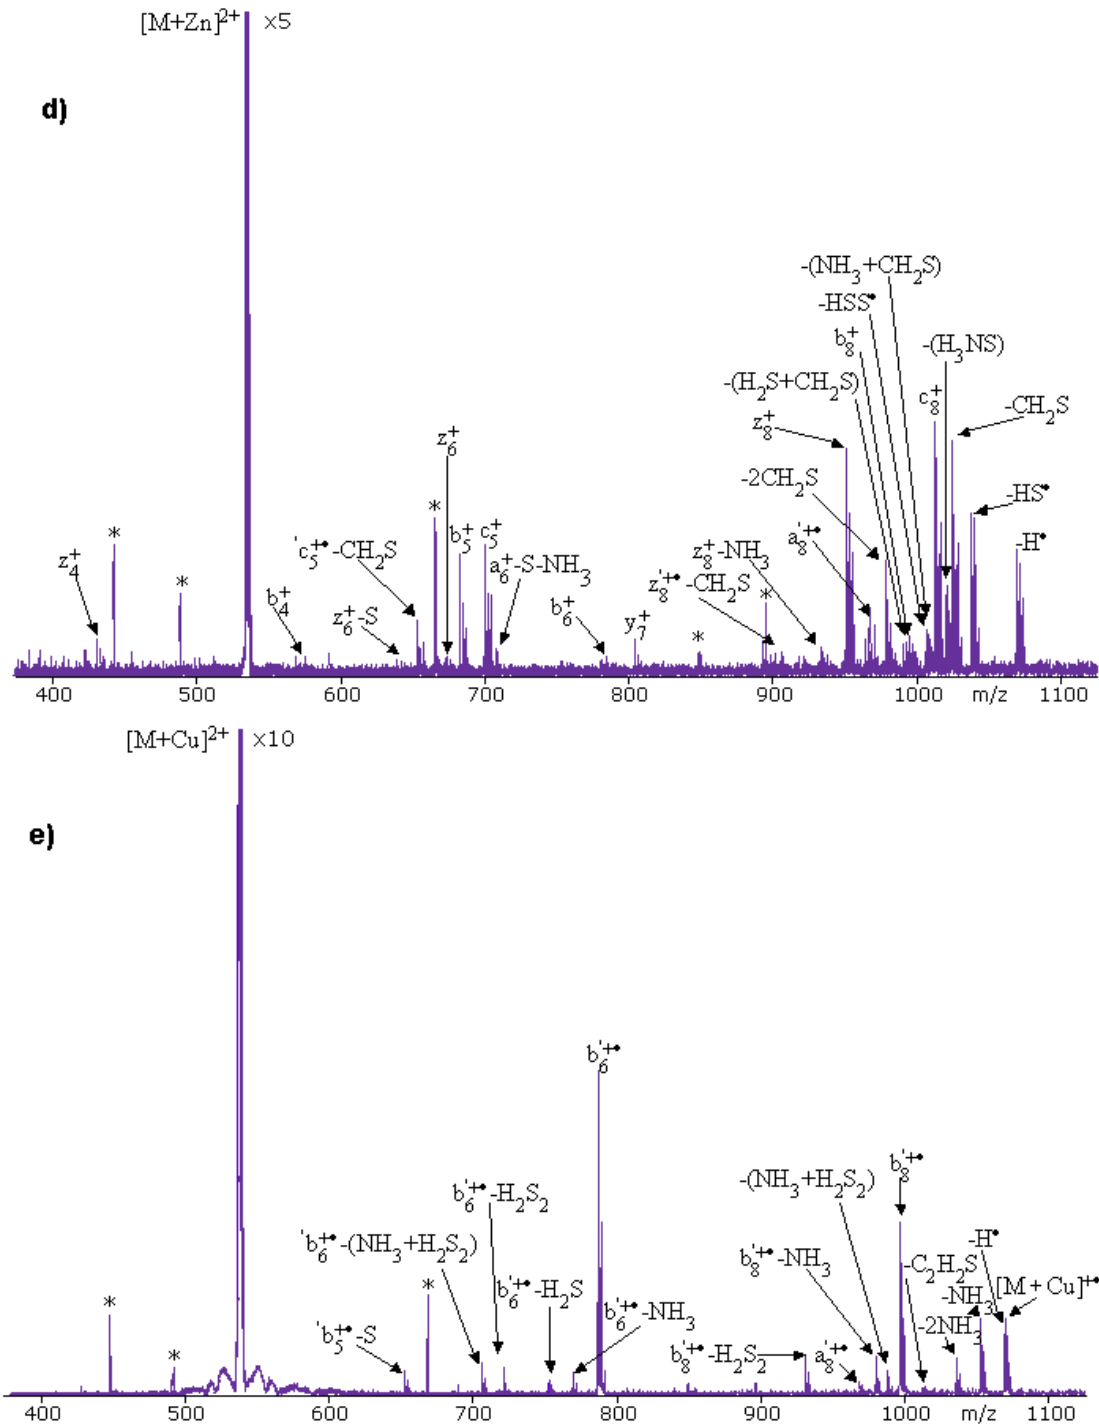 [M+Zn]2+ x5
d)
-(NH3+CH2S)
-HSS•
b8+
-(H3NS)
-(H2S+CH2S)
c8+
-CH2S
z8+
z6+
-2CH2S
-HS•
*
*
b5+
c5+
a8'+•
-H•
z4+
'c5+•-CH2S
a6+-S-NH3
z8+-NH3
*
z8'+•-CH2S
*
b4+
z6+-S
b6+
y7+
*
400 500 600 700 800 900 1000 m/z 1100
[M+Cu]2+ x10
e)
b6'+•
b8'+•
-(NH3+H2S2)
b6'+•-H2S2
-H•
'b6+•-(NH3+H2S2)
b8'+•-NH3
-C2H2S
*
*
b6'+•-H2S
-NH3
[M+Cu]+•
b6'+•-NH3
-2NH3
'b5+•-S
*
b8'+•-H2S2
a8'+•
400 500 600 700 800 900 1000 m/z 1100